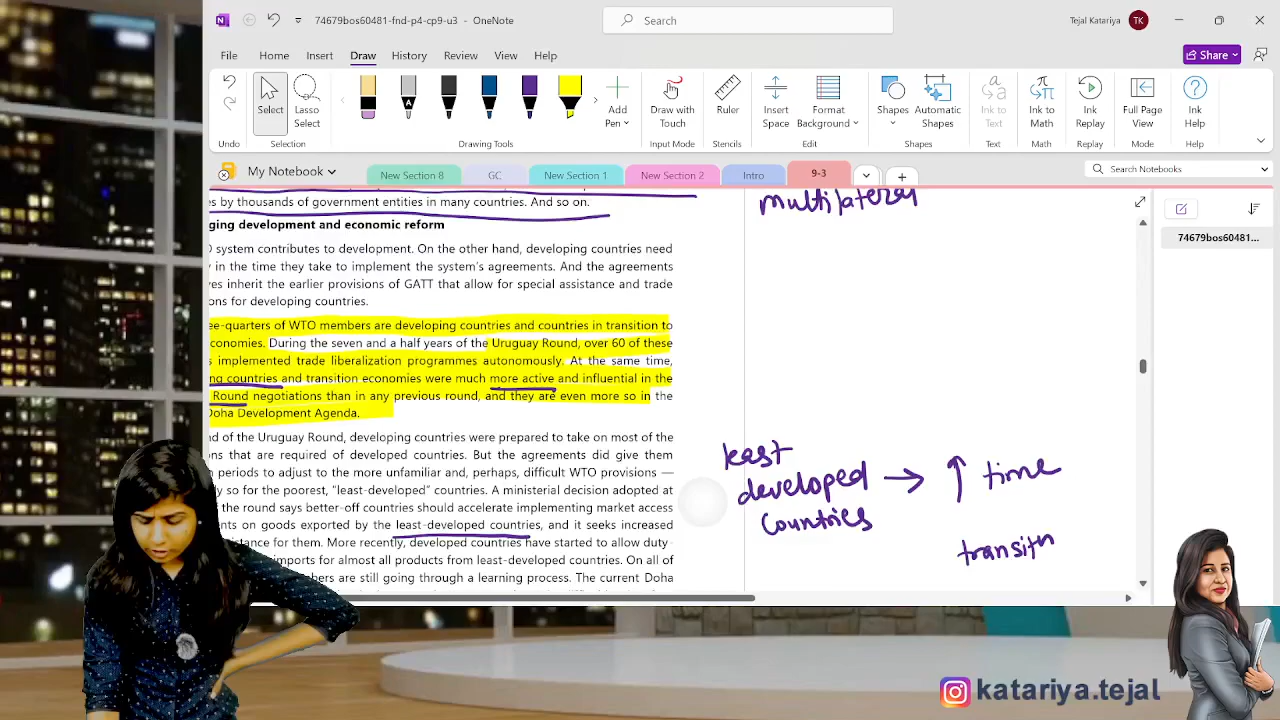 74679bos60481-fnd-p4-cp9-u3 - OneNote
Search
Tejal Katariya TK
File Home Insert Draw History Review View Help
Share
Select
Lasso Select
Add Pen
Draw with Touch
Ruler
Insert Space
Format Background
Shapes
Automatic Shapes
Ink to Text
Ink to Math
Ink Replay
Full Page View
Ink Help
Undo Selection Drawing Tools Input Mode Stencils Edit Shapes Convert Replay Mode Help
My Notebook New Section 8 GC New Section 1 New Section 2 Intro 9-3
Search Notebooks
74679bos60481...
es by thousands of government entities in many countries. And so on.
ging development and economic reform
O system contributes to development. On the other hand, developing countries need
y in the time they take to implement the system's agreements. And the agreements
ves inherit the earlier provisions of GATT that allow for special assistance and trade
ons for developing countries.
ee-quarters of WTO members are developing countries and countries in transition to
conomies. During the seven and a half years of the Uruguay Round, over 60 of these
s implemented trade liberalization programmes autonomously. At the same time,
ng countries and transition economies were much more active and influential in the
Round negotiations than in any previous round, and they are even more so in the
Doha Development Agenda.
nd of the Uruguay Round, developing countries were prepared to take on most of the
ons that are required of developed countries. But the agreements did give them
n periods to adjust to the more unfamiliar and, perhaps, difficult WTO provisions —
ly so for the poorest, "least-developed" countries. A ministerial decision adopted at
the round says better-off countries should accelerate implementing market access
nts on goods exported by the least-developed countries, and it seeks increased
istance for them. More recently, developed countries have started to allow duty-
mports for almost all products from least-developed countries. On all of
mbers are still going through a learning process. The current Doha
multilateral
least
developed → ↑ time
countries
transitn
katariya.tejal